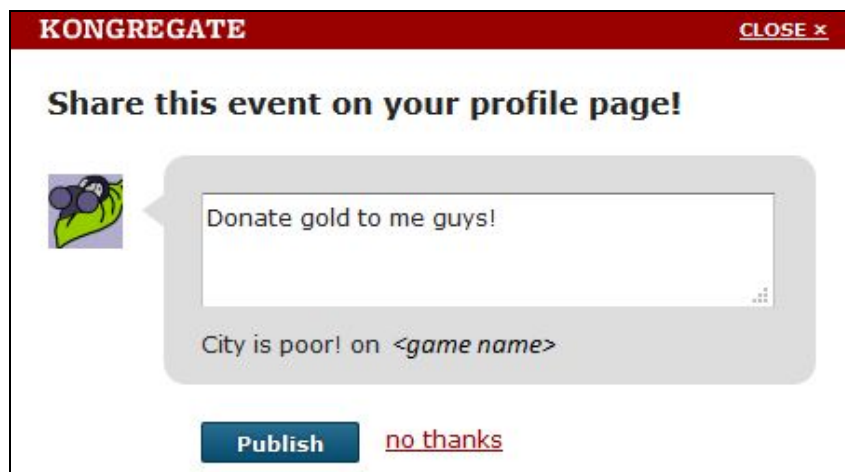 KONGREGATE CLOSE ×
Share this event on your profile page!
Donate gold to me guys!
City is poor! on <game name>
Publish no thanks